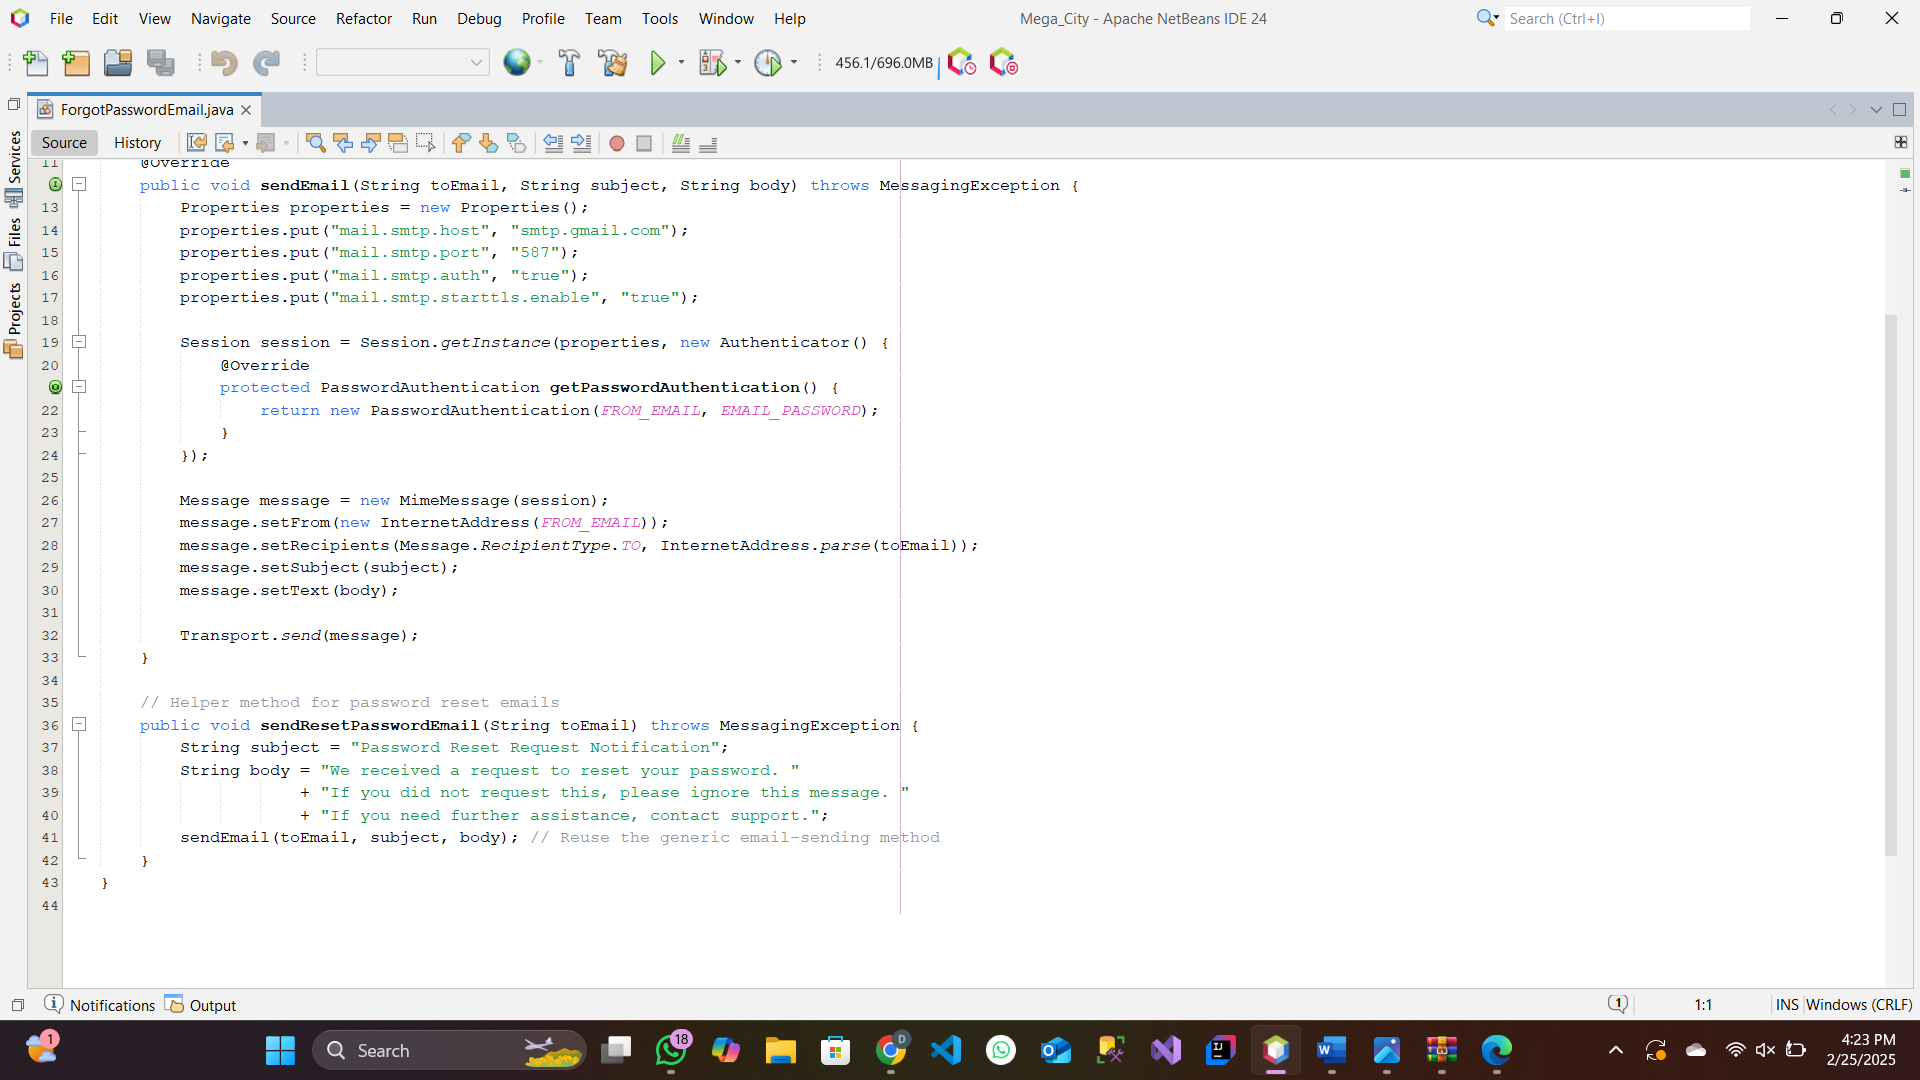 File Edit View Navigate Source Refactor Run Debug Profile Team Tools Window Help
Mega_City - Apache NetBeans IDE 24
Search (Ctrl+I)
456.1/696.0MB
ForgotPasswordEmail.java
Source History
Services
Files
Projects
11 @Override
public void sendEmail(String toEmail, String subject, String body) throws MessagingException {
13 Properties properties = new Properties();
14 properties.put("mail.smtp.host", "smtp.gmail.com");
15 properties.put("mail.smtp.port", "587");
16 properties.put("mail.smtp.auth", "true");
17 properties.put("mail.smtp.starttls.enable", "true");
18
19 Session session = Session.getInstance(properties, new Authenticator() {
20 @Override
protected PasswordAuthentication getPasswordAuthentication() {
22 return new PasswordAuthentication(FROM_EMAIL, EMAIL_PASSWORD);
23 }
24 });
25
26 Message message = new MimeMessage(session);
27 message.setFrom(new InternetAddress(FROM_EMAIL));
28 message.setRecipients(Message.RecipientType.TO, InternetAddress.parse(toEmail));
29 message.setSubject(subject);
30 message.setText(body);
31
32 Transport.send(message);
33 }
34
35 // Helper method for password reset emails
36 public void sendResetPasswordEmail(String toEmail) throws MessagingException {
37 String subject = "Password Reset Request Notification";
38 String body = "We received a request to reset your password. "
39 + "If you did not request this, please ignore this message. "
40 + "If you need further assistance, contact support.";
41 sendEmail(toEmail, subject, body); // Reuse the generic email-sending method
42 }
43 }
44
Notifications Output
1 1:1 INS Windows (CRLF)
1 Search 18 D
4:23 PM
2/25/2025